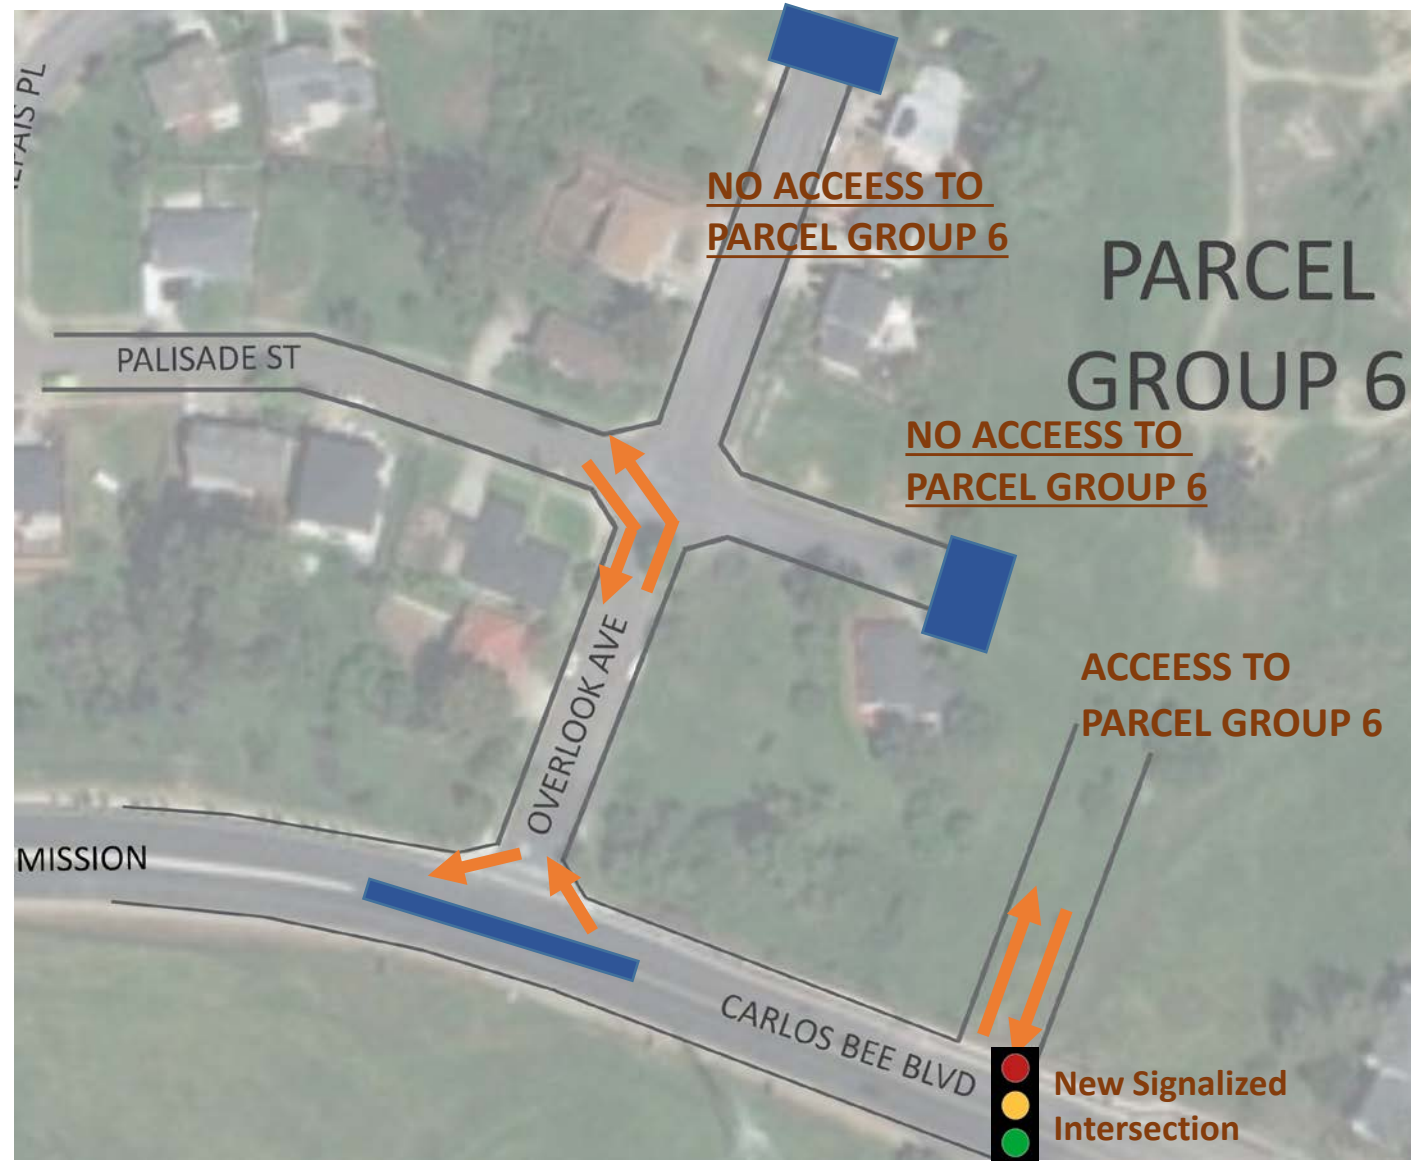 NO ACCEESS TO
PARCEL GROUP 6
PARCEL
GROUP 6
PALISADE ST
NO ACCEESS TO
PARCEL GROUP 6
OVERLOOK AVE
ACCEESS TO
PARCEL GROUP 6
MISSION
CARLOS BEE BLVD
New Signalized
Intersection